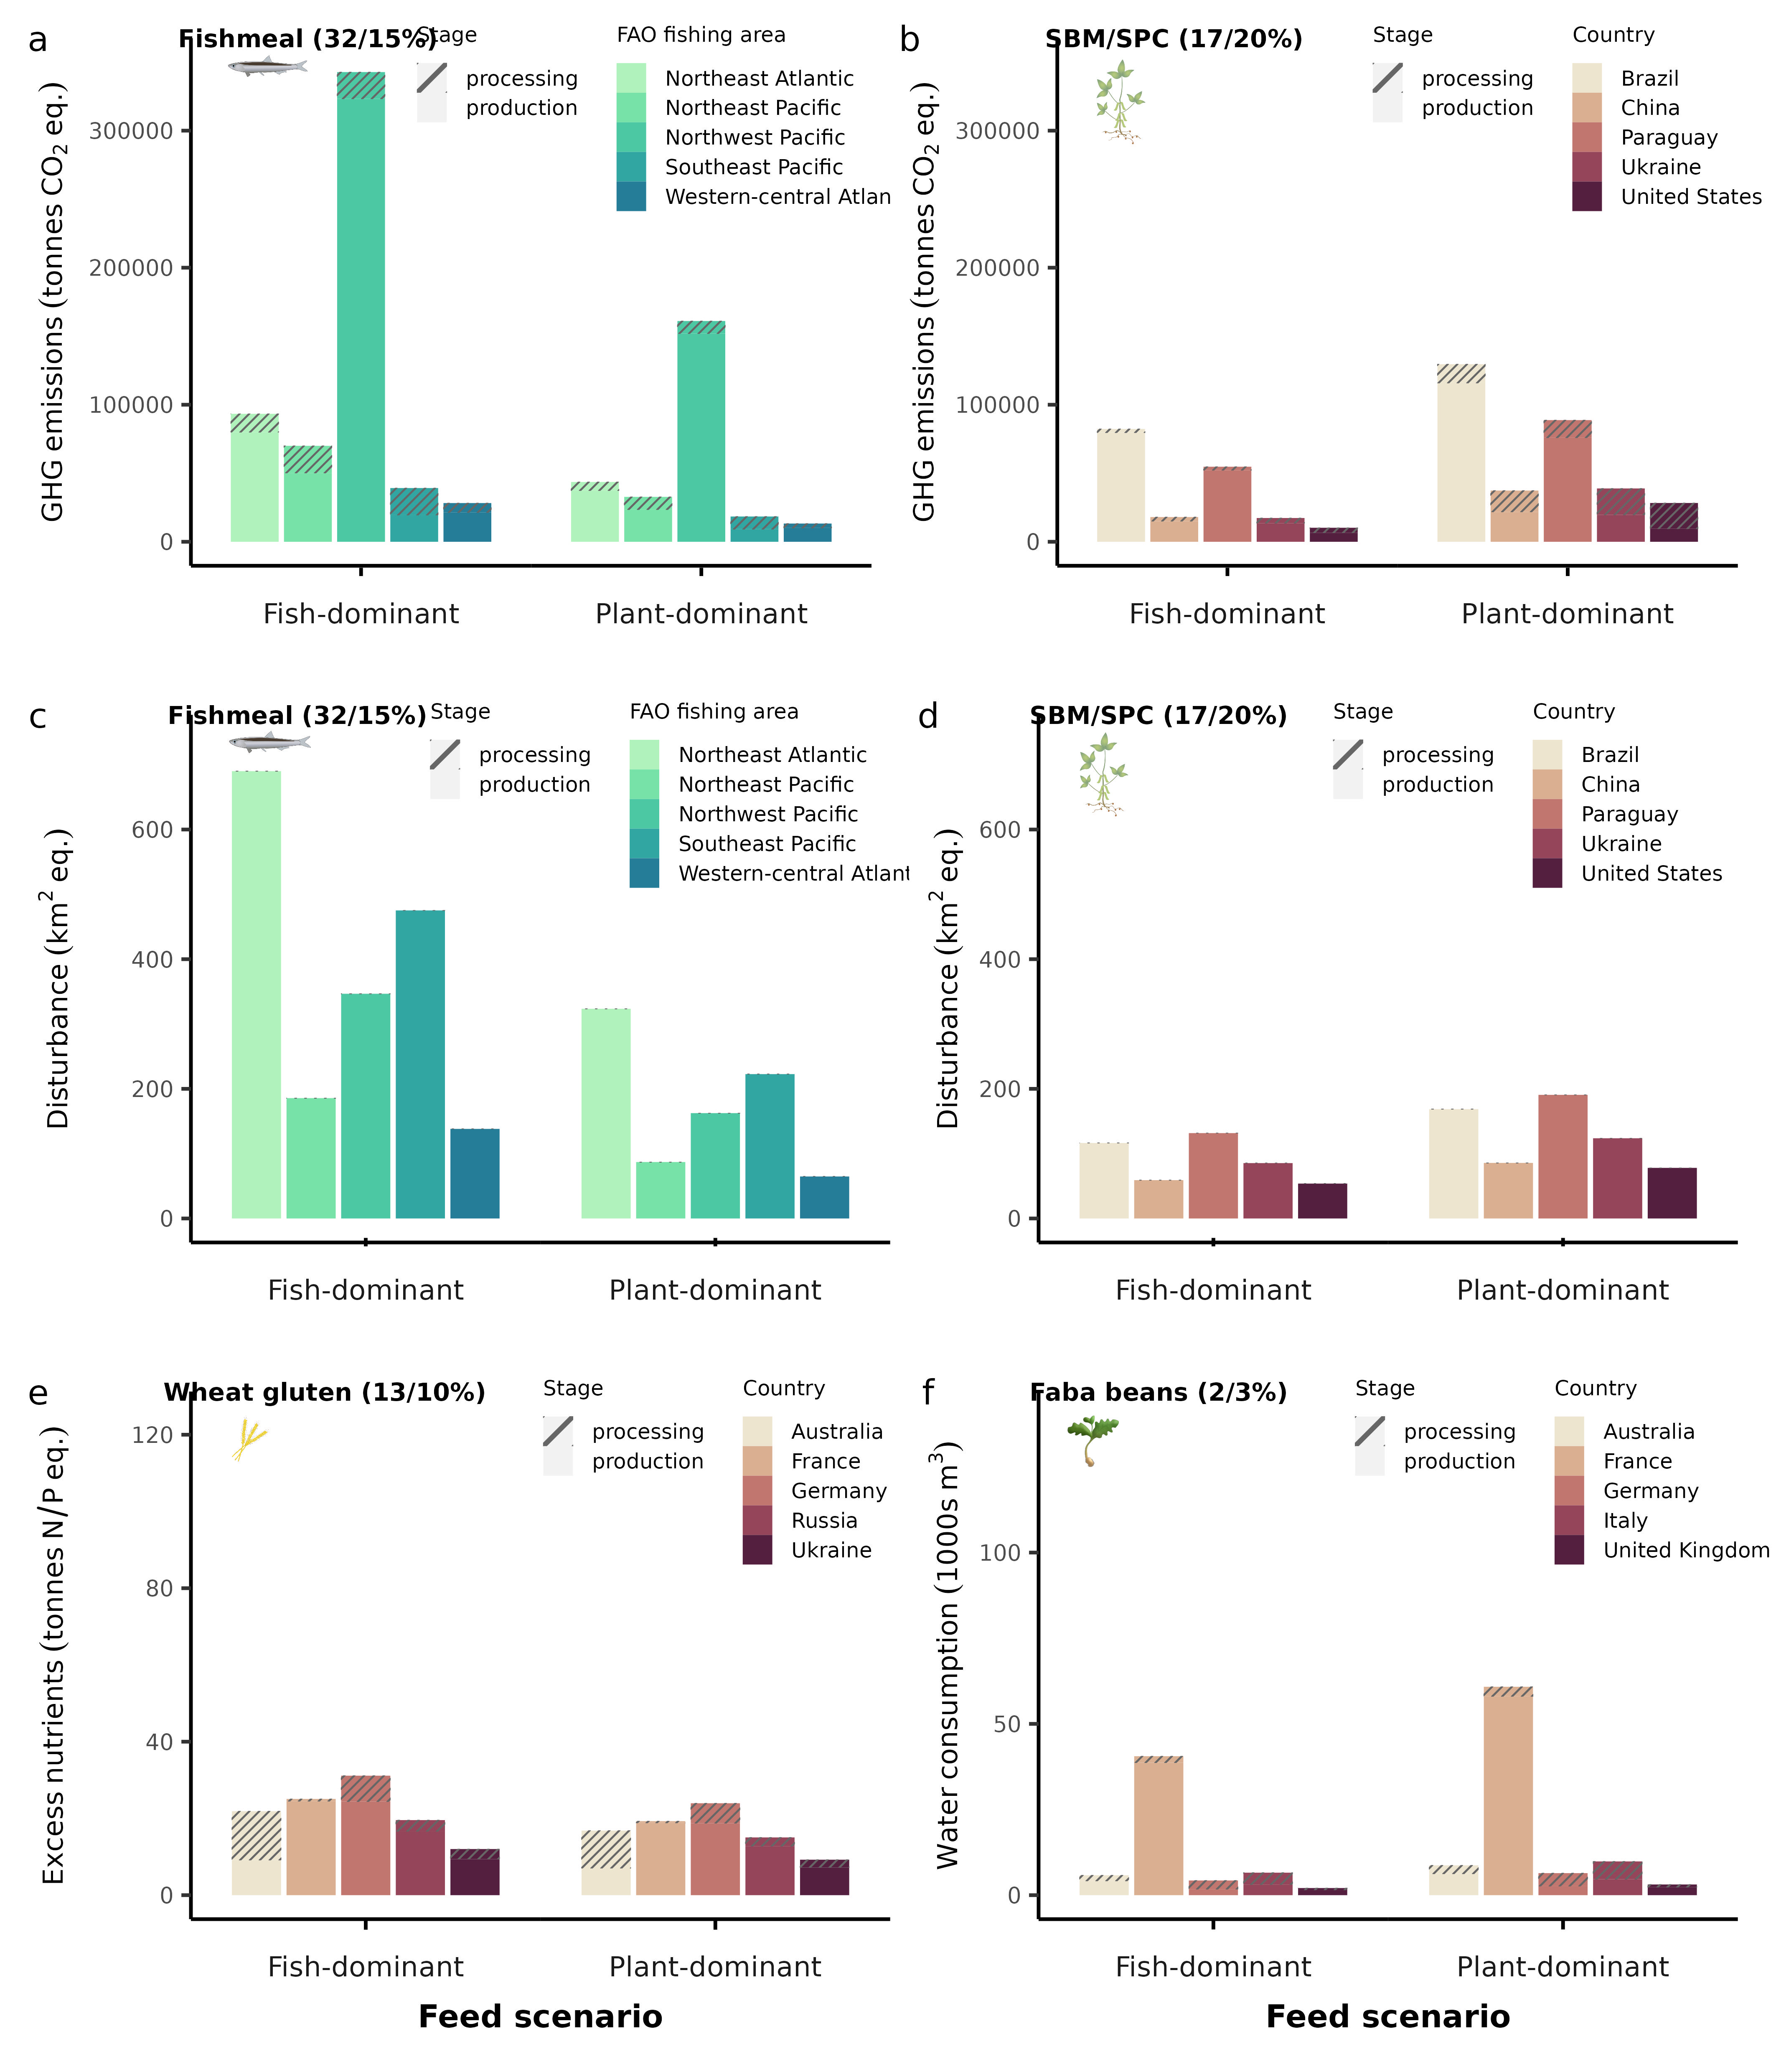 a
Fishmeal (32/15%)
Stage
processing
production
FAO fishing area
Northeast Atlantic
Northeast Pacific
Northwest Pacific
Southeast Pacific
Western-central Atlan
GHG emissions (tonnes CO₂ eq.)
300000
200000
100000
0
Fish-dominant
Plant-dominant
b
SBM/SPC (17/20%)
Stage
processing
production
Country
Brazil
China
Paraguay
Ukraine
United States
GHG emissions (tonnes CO₂ eq.)
300000
200000
100000
0
Fish-dominant
Plant-dominant
c
Fishmeal (32/15%)
Stage
processing
production
FAO fishing area
Northeast Atlantic
Northeast Pacific
Northwest Pacific
Southeast Pacific
Western-central Atlant
Disturbance (km² eq.)
600
400
200
0
Fish-dominant
Plant-dominant
d
SBM/SPC (17/20%)
Stage
processing
production
Country
Brazil
China
Paraguay
Ukraine
United States
Disturbance (km² eq.)
600
400
200
0
Fish-dominant
Plant-dominant
e
Wheat gluten (13/10%)
Stage
processing
production
Country
Australia
France
Germany
Russia
Ukraine
Excess nutrients (tonnes N/P eq.)
120
80
40
0
Fish-dominant
Plant-dominant
Feed scenario
f
Faba beans (2/3%)
Stage
processing
production
Country
Australia
France
Germany
Italy
United Kingdom
Water consumption (1000s m³)
100
50
0
Fish-dominant
Plant-dominant
Feed scenario